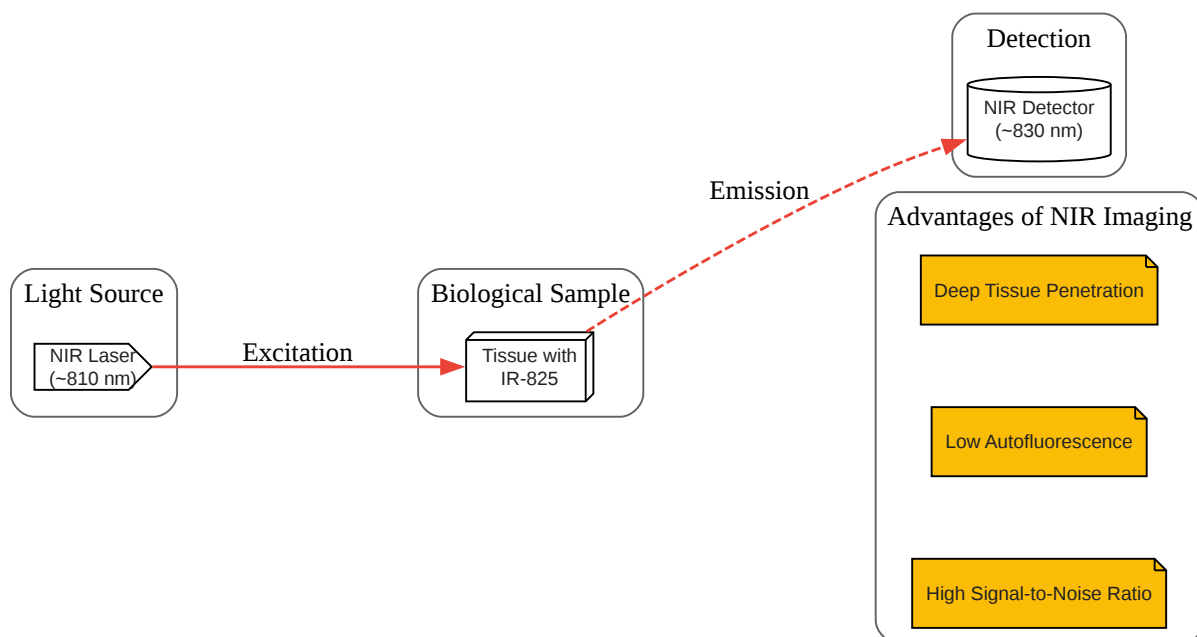 Light Source
NIR Laser
(~810 nm)
Excitation
Biological Sample
Tissue with
IR-825
Emission
Detection
NIR Detector
(~830 nm)
Advantages of NIR Imaging
Deep Tissue Penetration
Low Autofluorescence
High Signal-to-Noise Ratio